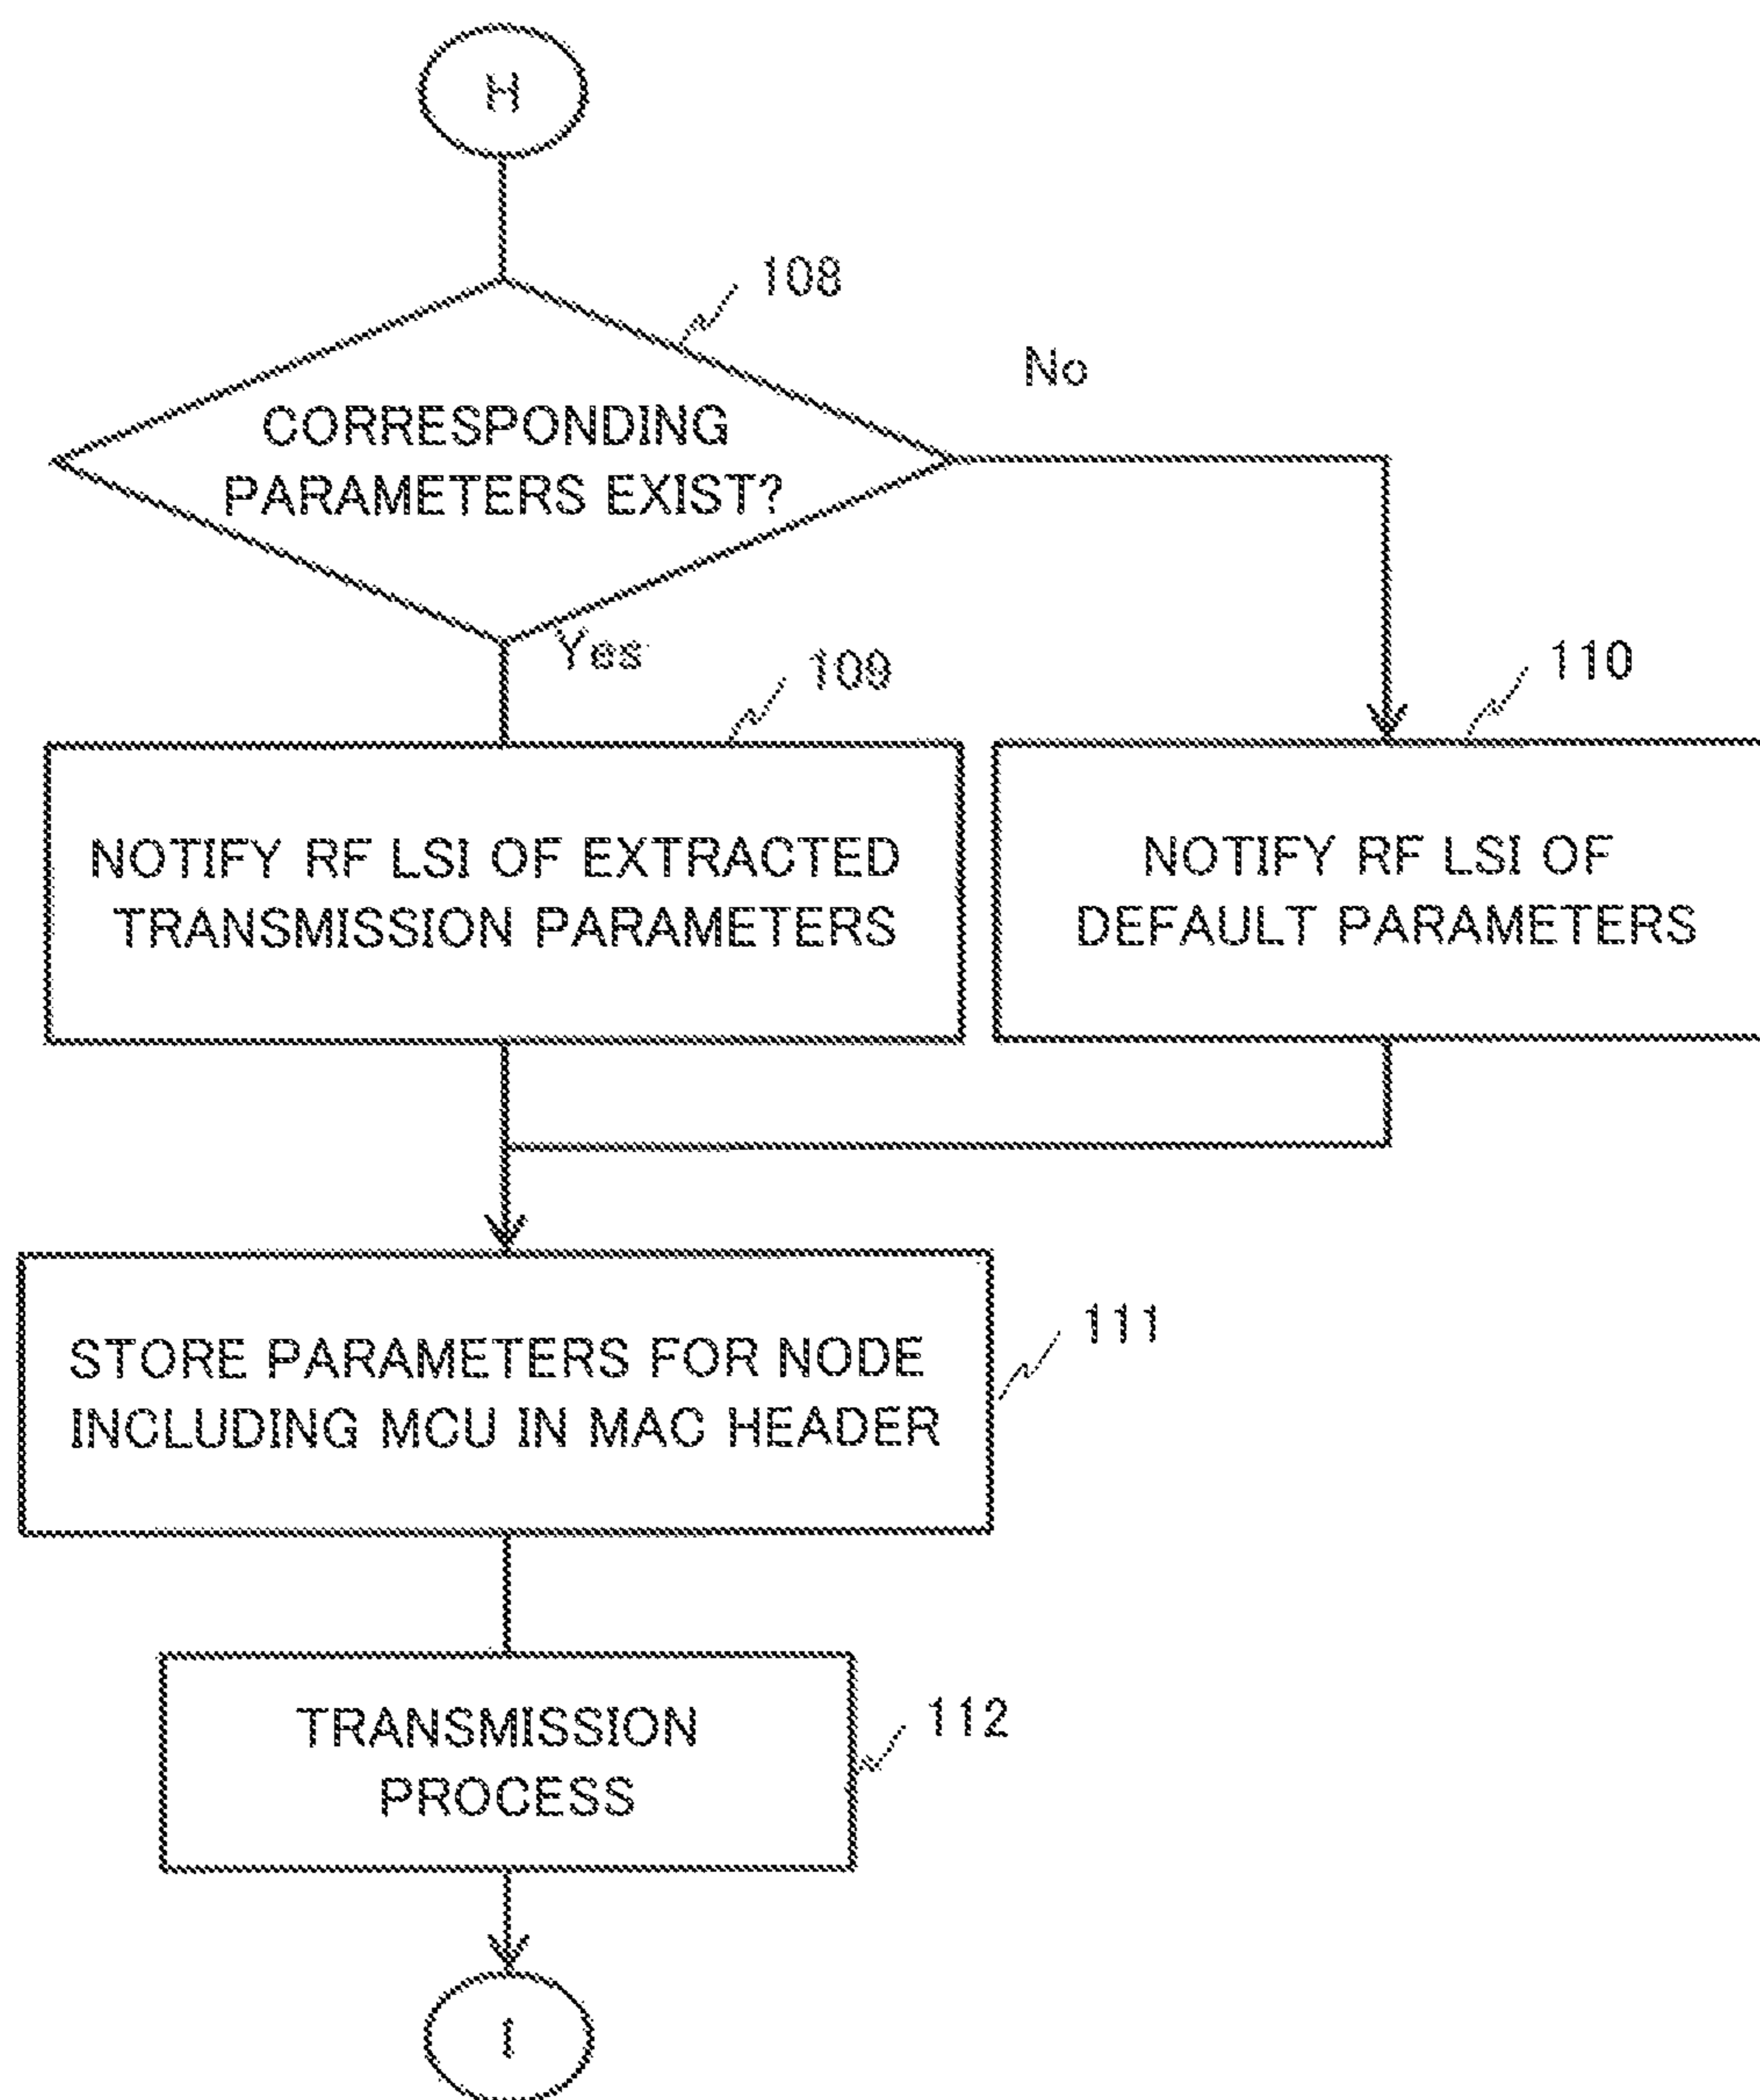 H
108
No
CORRESPONDING
PARAMETERS EXIST?
Yes
109
110
NOTIFY RF LSI OF EXTRACTED
TRANSMISSION PARAMETERS
NOTIFY RF LSI OF
DEFAULT PARAMETERS
111
STORE PARAMETERS FOR NODE
INCLUDING MCU IN MAC HEADER
112
TRANSMISSION
PROCESS
I